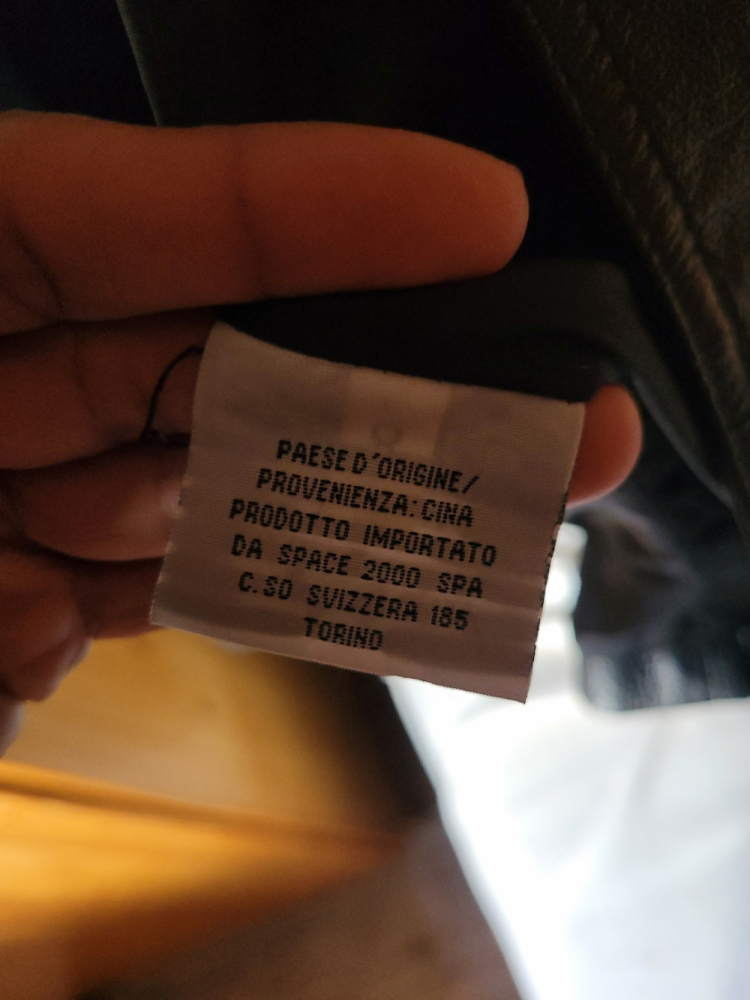 PAESE D'ORIGINE/
PROVENIENZA: CINA
PRODOTTO IMPORTATO
DA SPACE 2000 SPA
C.SO SVIZZERA 185
TORINO